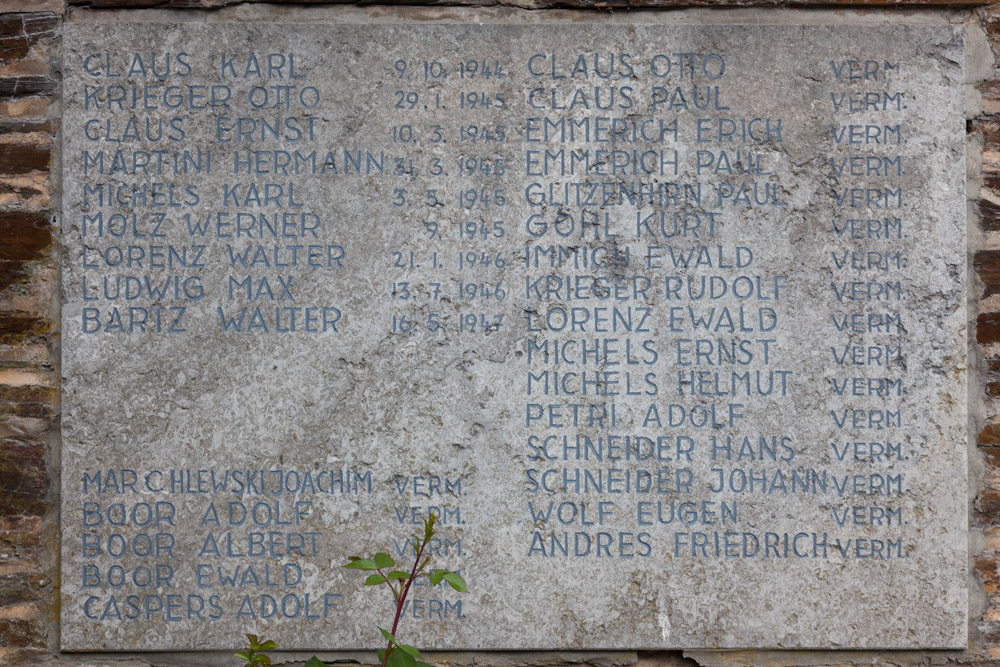 CLAUS KARL 9. 10. 1944
KRIEGER OTTO 29. 1. 1945
CLAUS ERNST 10. 3. 1945
MARTINI HERMANN 31. 3. 1945
MICHELS KARL 3. 5. 1945
MOLZ WERNER 9. 1945
LORENZ WALTER 21. 1. 1946
LUDWIG MAX 13. 7. 1946
BARTZ WALTER 16. 5. 1947
MARCHLEWSKI JOACHIM VERM.
BOOR ADOLF VERM.
BOOR ALBERT VERM.
BOOR EWALD
CASPERS ADOLF VERM.
CLAUS OTTO VERM.
CLAUS PAUL VERM.
EMMERICH ERICH VERM.
EMMERICH PAUL VERM.
GLITZENHIRN PAUL VERM.
GÖHL KURT VERM.
IMMICH EWALD VERM.
KRIEGER RUDOLF VERM.
LORENZ EWALD VERM.
MICHELS ERNST VERM.
MICHELS HELMUT VERM.
PETRI ADOLF VERM.
SCHNEIDER HANS VERM.
SCHNEIDER JOHANN VERM.
WOLF EUGEN VERM.
ANDRES FRIEDRICH VERM.